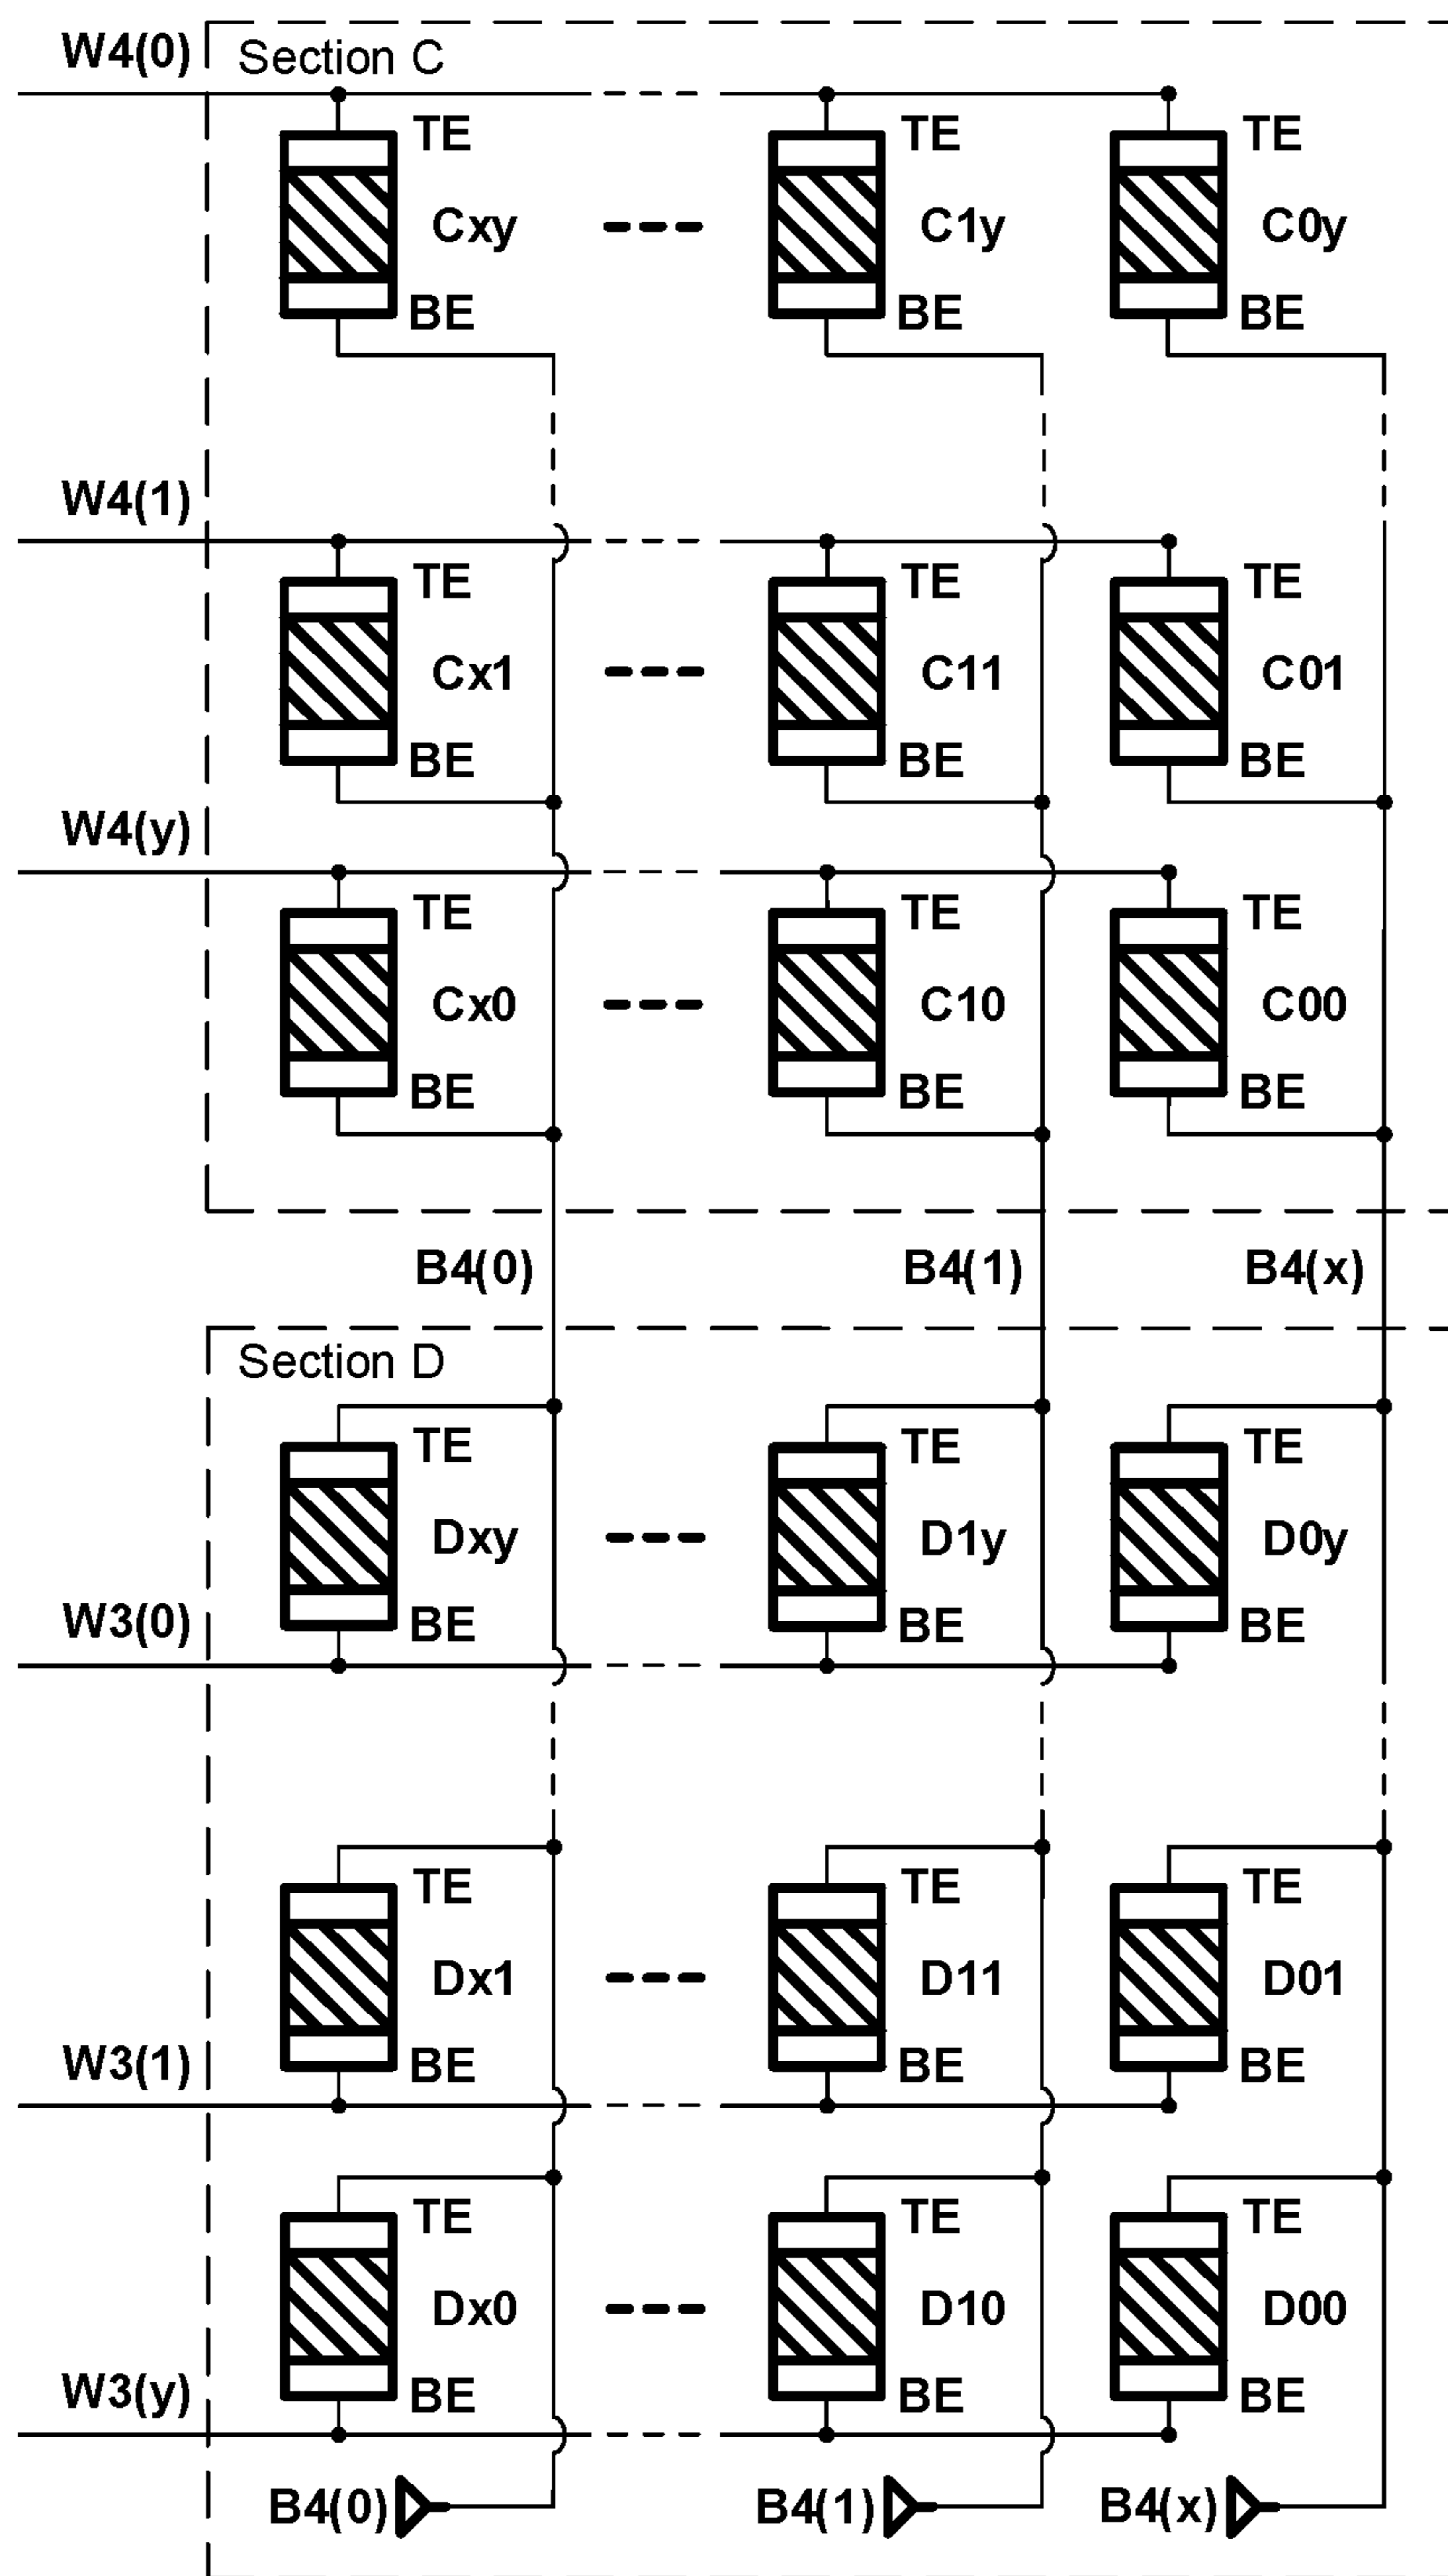 W4(0)
Section C
TE TE TE
Cxy C1y C0y
BE BE BE
W4(1)
TE TE TE
Cx1 C11 C01
BE BE BE
W4(y)
TE TE TE
Cx0 C10 C00
BE BE BE
B4(0) B4(1) B4(x)
Section D
TE TE TE
Dxy D1y D0y
W3(0) BE BE BE
TE TE TE
Dx1 D11 D01
W3(1) BE BE BE
TE TE TE
Dx0 D10 D00
W3(y) BE BE BE
B4(0) B4(1) B4(x)